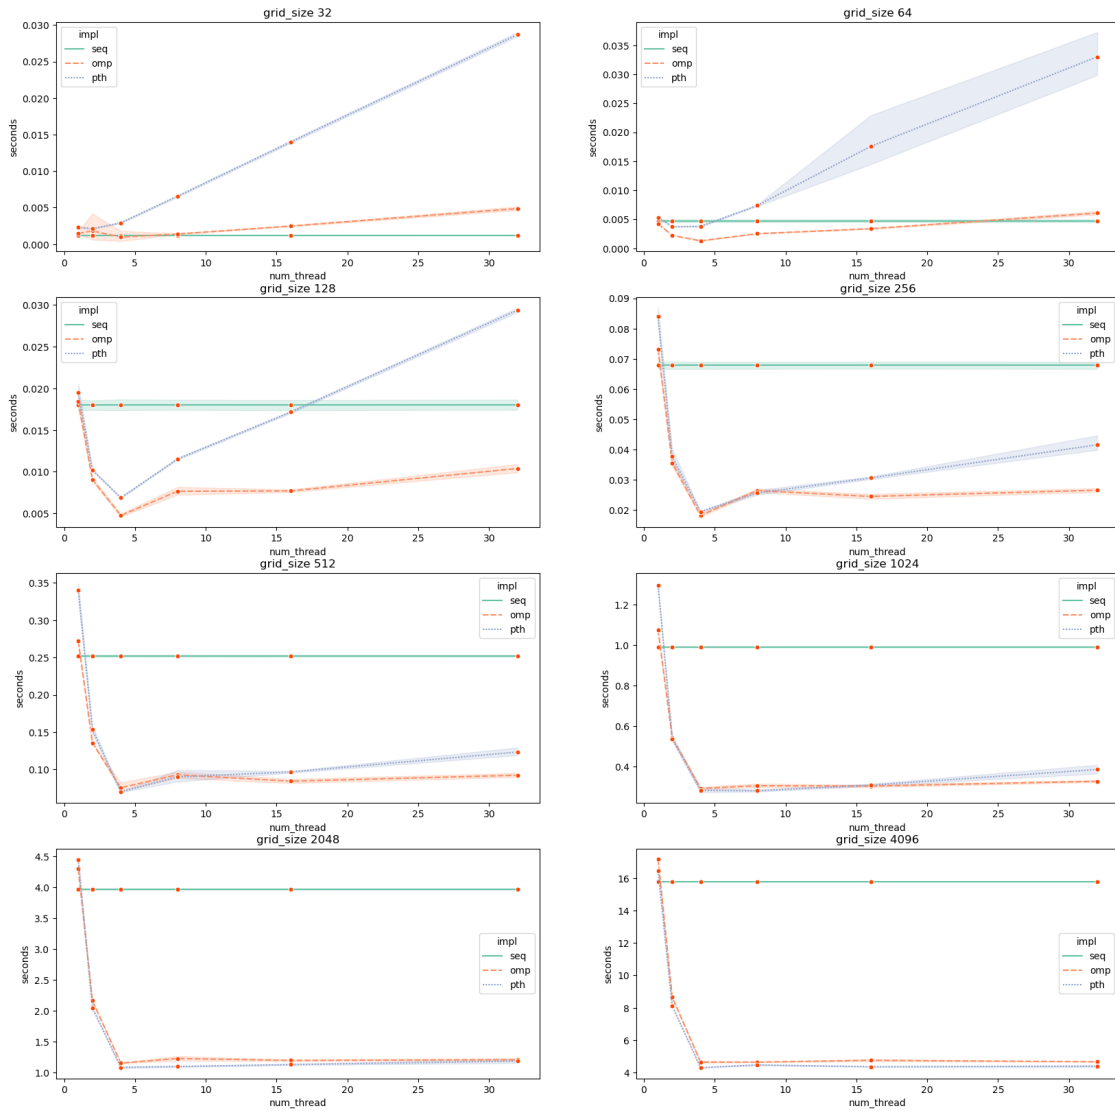 grid_size 32
0.030
0.025
0.020
0.015
0.010
0.005
0.000
seconds
impl
seq
omp
pth
0 5 10 15 20 25 30
num_thread
grid_size 64
0.035
0.030
0.025
0.020
0.015
0.010
0.005
0.000
seconds
impl
seq
omp
pth
0 5 10 15 20 25 30
num_thread
grid_size 128
0.030
0.025
0.020
0.015
0.010
0.005
seconds
impl
seq
omp
pth
0 5 10 15 20 25 30
num_thread
grid_size 256
0.09
0.08
0.07
0.06
0.05
0.04
0.03
0.02
seconds
impl
seq
omp
pth
0 5 10 15 20 25 30
num_thread
grid_size 512
0.35
0.30
0.25
0.20
0.15
0.10
seconds
impl
seq
omp
pth
0 5 10 15 20 25 30
num_thread
grid_size 1024
1.2
1.0
0.8
0.6
0.4
seconds
impl
seq
omp
pth
0 5 10 15 20 25 30
num_thread
grid_size 2048
4.5
4.0
3.5
3.0
2.5
2.0
1.5
1.0
seconds
impl
seq
omp
pth
0 5 10 15 20 25 30
num_thread
grid_size 4096
16
14
12
10
8
6
4
seconds
impl
seq
omp
pth
0 5 10 15 20 25 30
num_thread